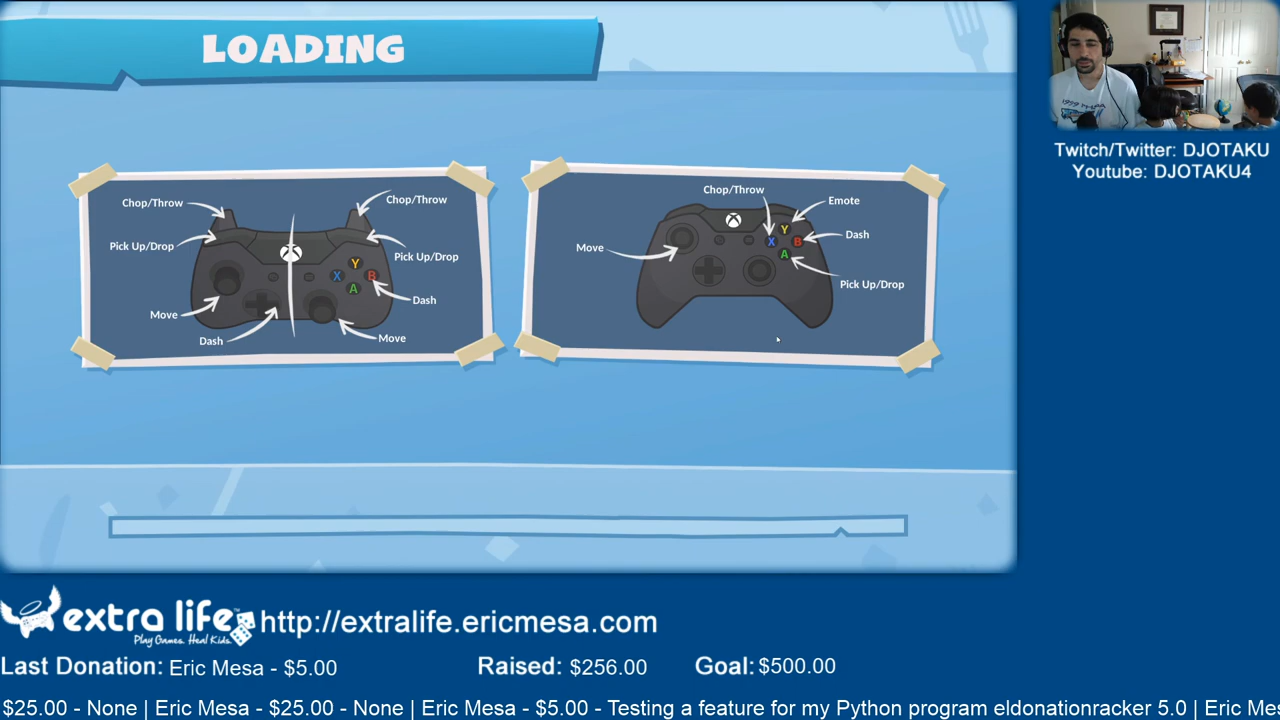 LOADING
Chop/Throw
Chop/Throw
Pick Up/Drop
Pick Up/Drop
X
Y
B
A
Dash
Move
Dash
Move
Chop/Throw
Emote
Move
Y
X
B
Dash
A
Pick Up/Drop
Twitch/Twitter: DJOTAKU
Youtube: DJOTAKU4
extra life
Play Games. Heal Kids.
http://extralife.ericmesa.com
Last Donation: Eric Mesa - $5.00
Raised: $256.00
Goal: $500.00
$25.00 - None | Eric Mesa - $25.00 - None | Eric Mesa - $5.00 - Testing a feature for my Python program eldonationracker 5.0 | Eric Mes